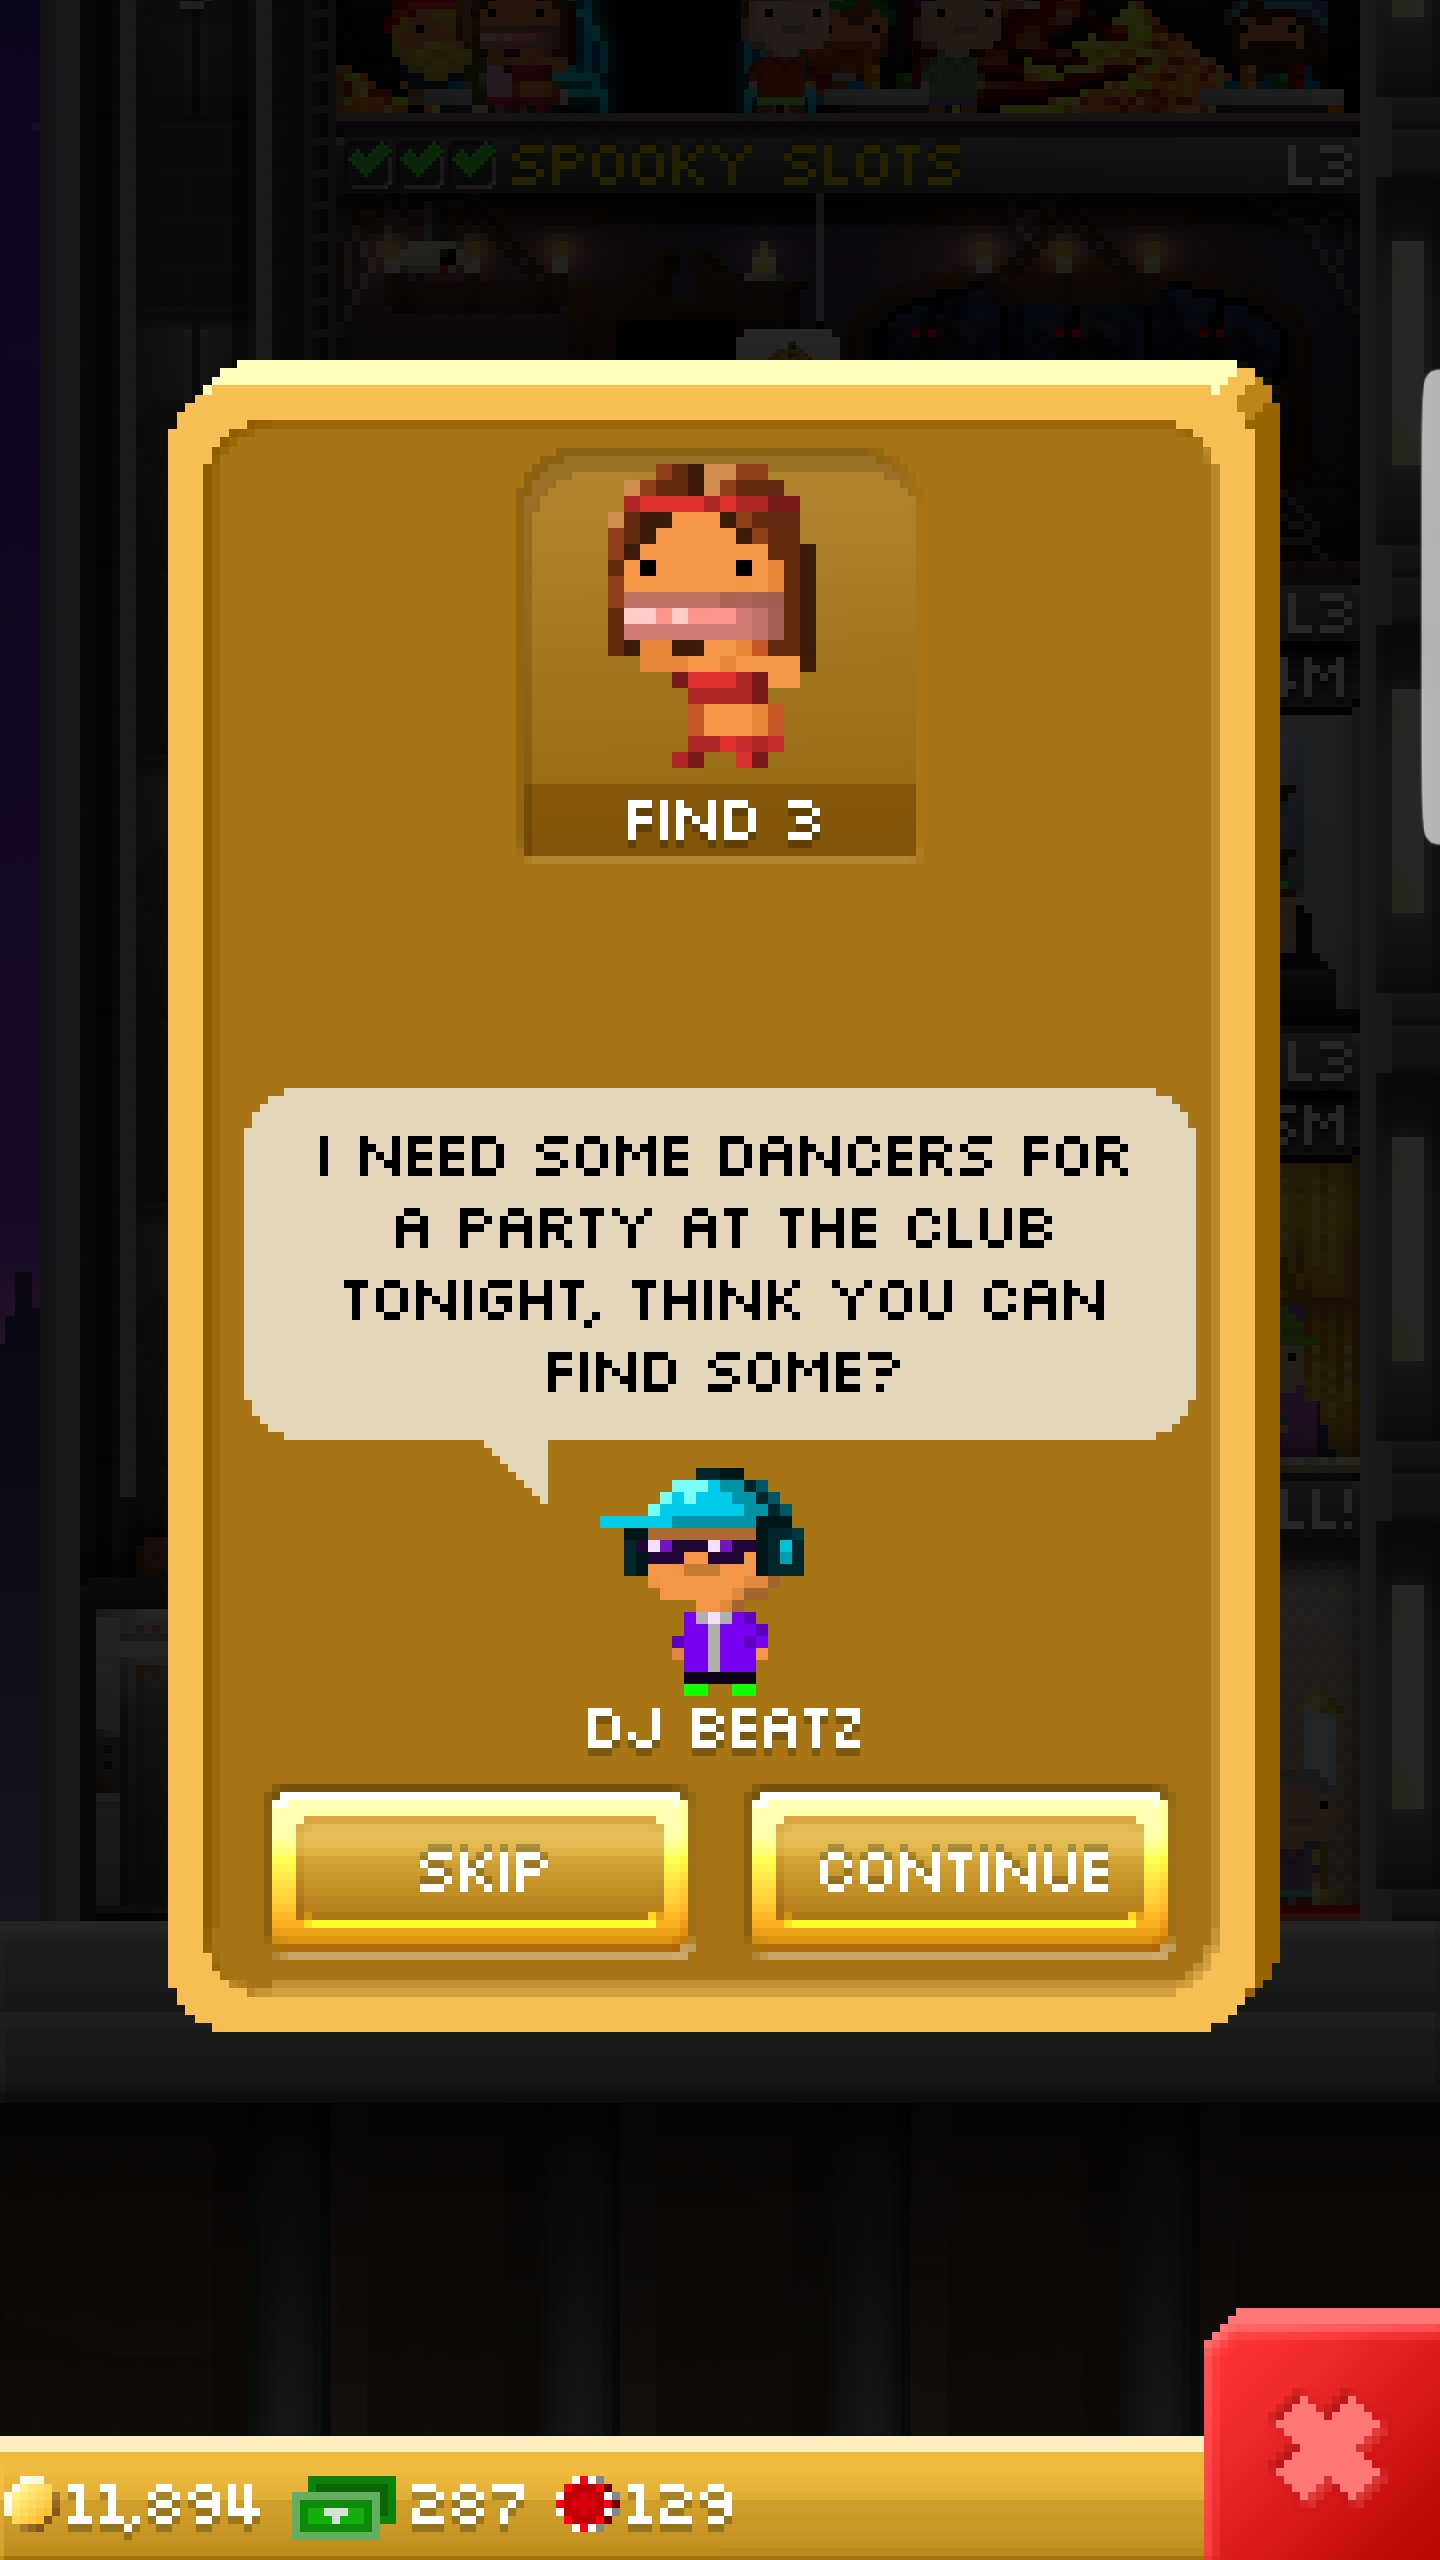 SPOOKY SLOTS L3
FIND 3
L3
L3
I NEED SOME DANCERS FOR
A PARTY AT THE CLUB
TONIGHT, THINK YOU CAN
FIND SOME?
DJ BEATZ
SKIP
CONTINUE
11,894 287 129